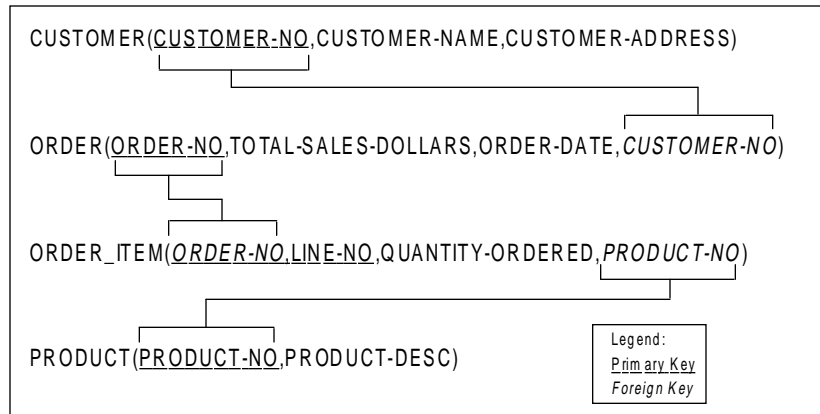 CUSTOMER(CUSTOMER-NO,CUSTOMER-NAME,CUSTOMER-ADDRESS)
ORDER(ORDER-NO,TOTAL-SALES-DOLLARS,ORDER-DATE,CUSTOMER-NO)
ORDER_ITEM(ORDER-NO,LINE-NO,QUANTITY-ORDERED,PRODUCT-NO)
PRODUCT(PRODUCT-NO,PRODUCT-DESC)
Legend:
Primary Key
Foreign Key